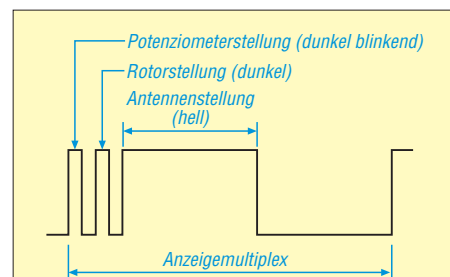 Potenziometerstellung (dunkel blinkend)
Rotorstellung (dunkel)
Antennenstellung
(hell)
Anzeigemultiplex